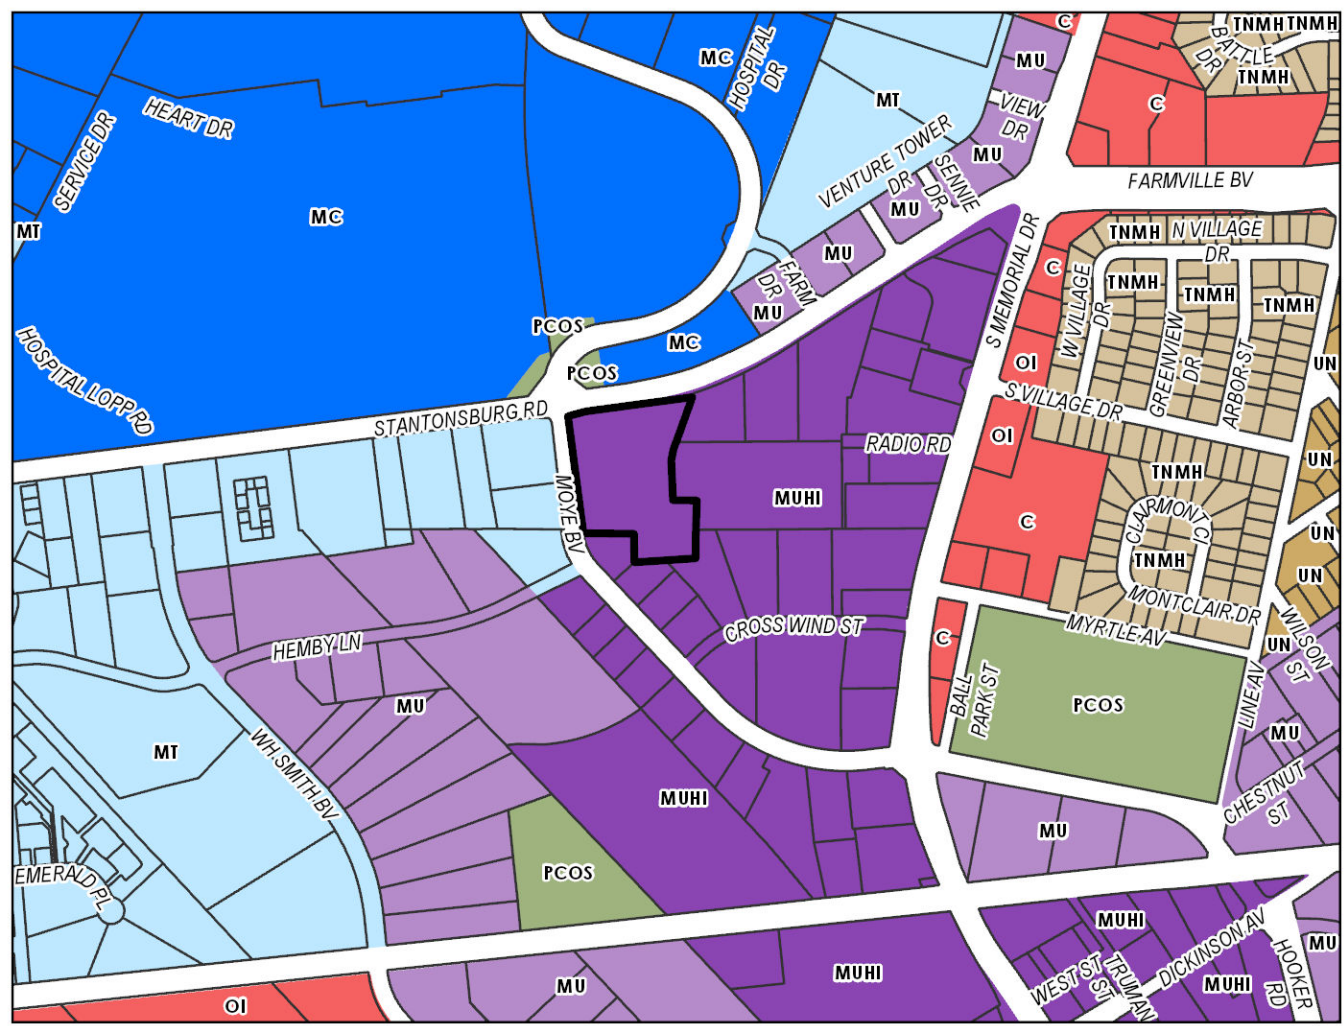 C
TNMH
TNMH
BATTLE
DR
TNMH
MU
MC
HOSPITAL
DR
MT
C
VIEW
DR
HEART DR
SERVICE DR
MU
VENTURE TOWER
DR
SENNIE
DR
FARMVILLE BV
MC
MU
MT
TNMH
N VILLAGE
DR
S MEMORIAL DR
MU
C
W VILLAGE
DR
TNMH
TNMH
TNMH
FARM
DR
MU
PCOS
MC
GREENVIEW
DR
ARBOR ST
OI
UN
HOSPITAL LOPP RD
PCOS
S VILLAGE DR
STANTONSBURG RD
OI
RADIO RD
UN
TNMH
MOYE BV
MUHI
C
CLAIRMONT CI
UN
TNMH
UN
MONTCLAIR DR
CROSS WIND ST
MYRTLE AV
WILSON
ST
HEMBY LN
C
UN
BALL
PARK ST
LINE AV
MU
PCOS
MU
MT
WH SMITH BV
MUHI
CHESTNUT
ST
MU
EMERALD PL
PCOS
MUHI
DICKINSON AV
MU
HOOKER
RD
MUHI
WEST ST
TRUMAN
ST
MUHI
MU
OI